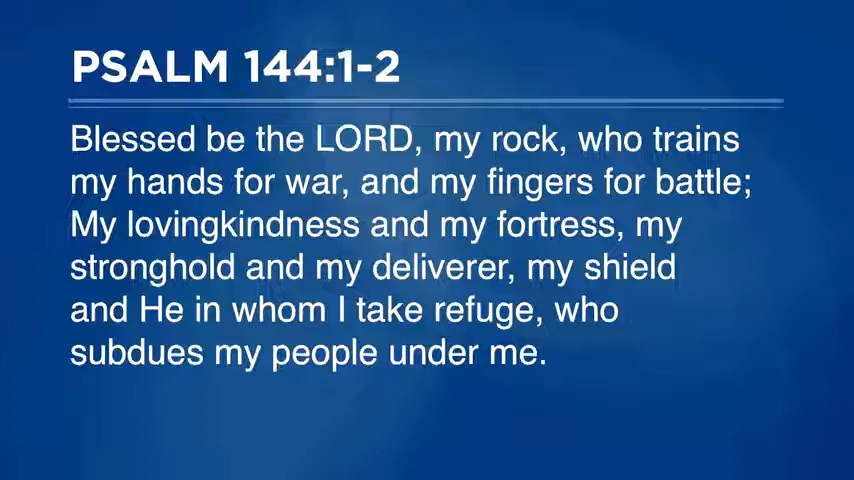 PSALM 144:1-2
Blessed be the LORD, my rock, who trains
my hands for war, and my fingers for battle;
My lovingkindness and my fortress, my
stronghold and my deliverer, my shield
and He in whom I take refuge, who
subdues my people under me.